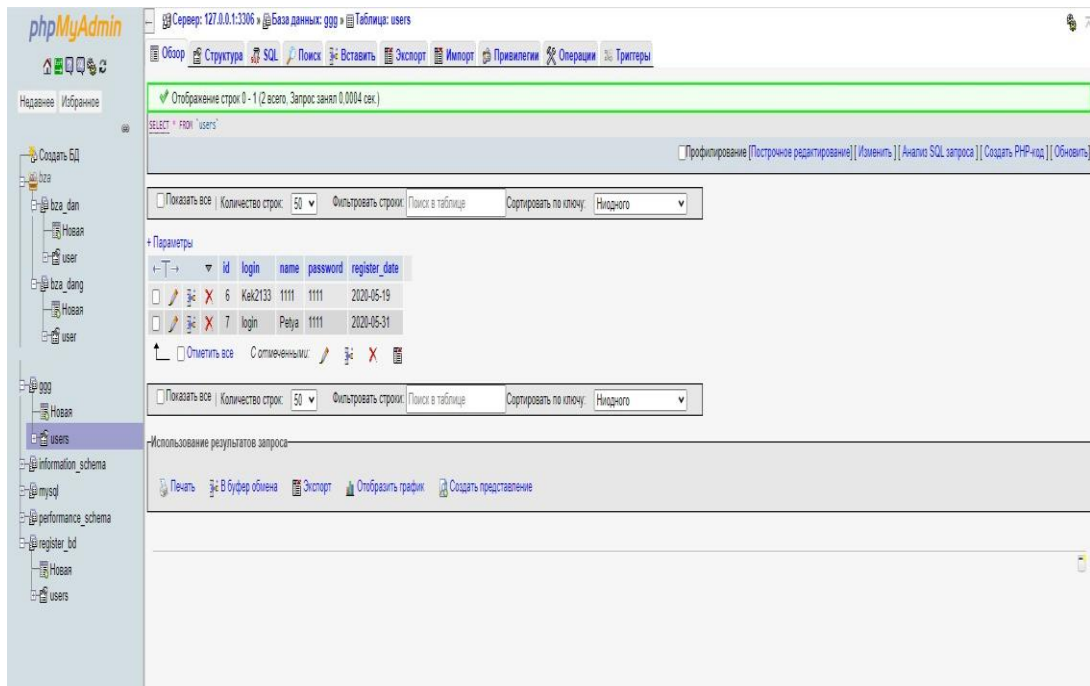 phpMyAdmin
Недавнее Избранное
Создать БД
bza
bza_dan
Новая
user
bza_dang
Новая
user
ggg
Новая
users
information_schema
mysql
performance_schema
register_bd
Новая
users
Сервер: 127.0.0.1:3306 » База данных: ggg » Таблица: users
Обзор Структура SQL Поиск Вставить Экспорт Импорт Привилегии Операции Триггеры
Отображение строк 0 - 1 (2 всего, Запрос занял 0,0004 сек.)
SELECT * FROM `users`
Профилирование [Построчное редактирование] [ Изменить ] [ Анализ SQL запроса ] [ Создать PHP-код ] [ Обновить]
Показать все | Количество строк: 50 Фильтровать строки: Поиск в таблице Сортировать по ключу: Ниодного
+ Параметры
←T→ id login name password register_date
6 Kek2133 1111 1111 2020-05-19
7 login Petya 1111 2020-05-31
Отметить все С отмеченными:
Показать все | Количество строк: 50 Фильтровать строки: Поиск в таблице Сортировать по ключу: Ниодного
Использование результатов запроса
Печать В буфер обмена Экспорт Отобразить график Создать представление